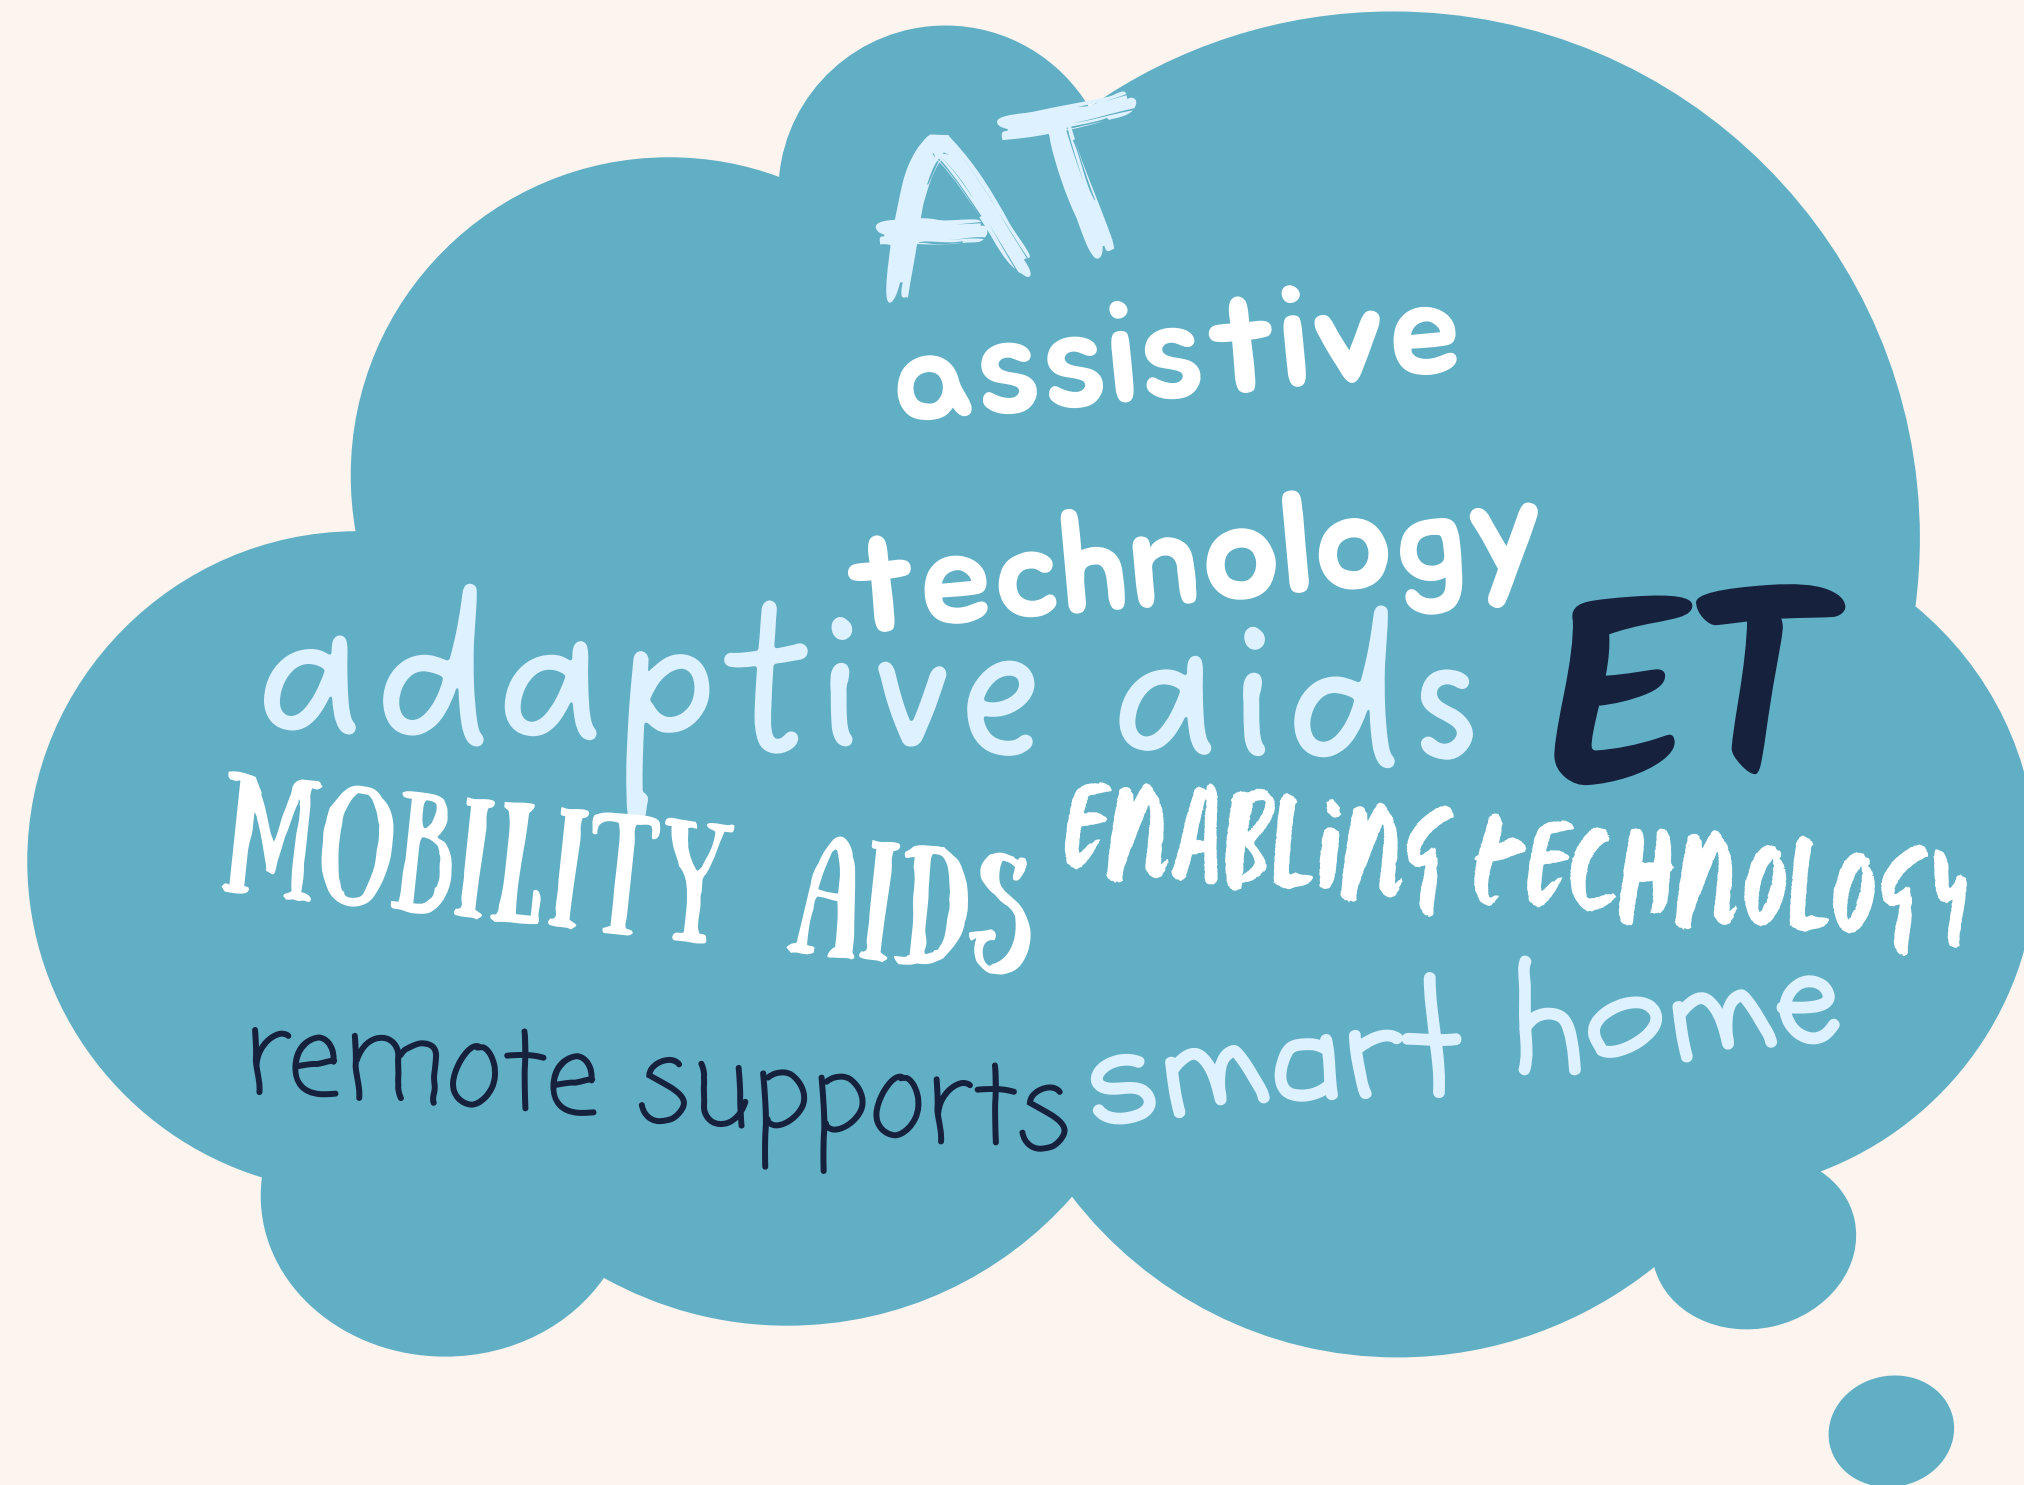 AT
assistive
technology
adaptive aids
ET
MOBILITY AIDS
ENABLING tECHNOLOGY
remote supports
smart home